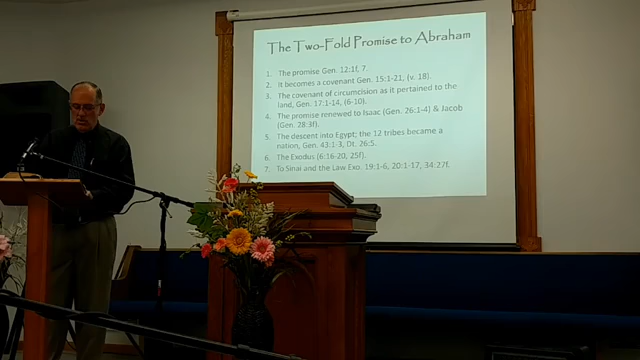 The Two-Fold Promise to Abraham
1. The promise Gen. 12:1f, 7.
2. It becomes a covenant Gen. 15:1-21, (v. 18).
3. The covenant of circumcision as it pertained to the
land, Gen. 17:1-14, (6-10).
4. The promise renewed to Isaac (Gen. 26:1-4) & Jacob
(Gen. 28:3f).
5. The descent into Egypt; the 12 tribes became a
nation, Gen. 43:1-3, Dt. 26:5.
6. The Exodus (6:16-20, 25f).
7. To Sinai and the Law Exo. 19:1-6, 20:1-17, 34:27f.